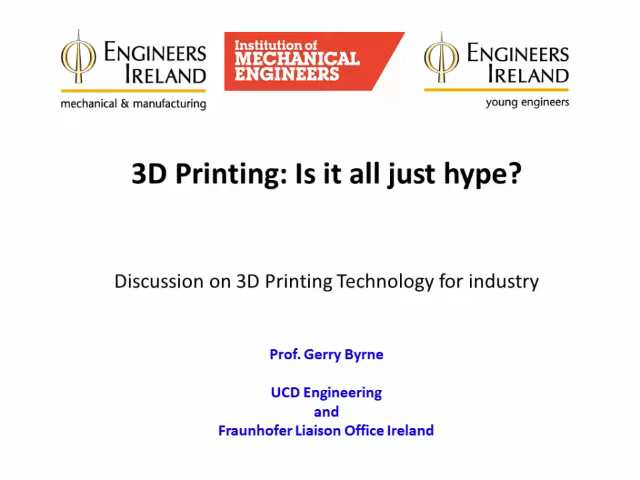 ENGINEERS
IRELAND
mechanical & manufacturing
Institution of
MECHANICAL
ENGINEERS
ENGINEERS
IRELAND
young engineers
3D Printing: Is it all just hype?
Discussion on 3D Printing Technology for industry
Prof. Gerry Byrne
UCD Engineering
and
Fraunhofer Liaison Office Ireland